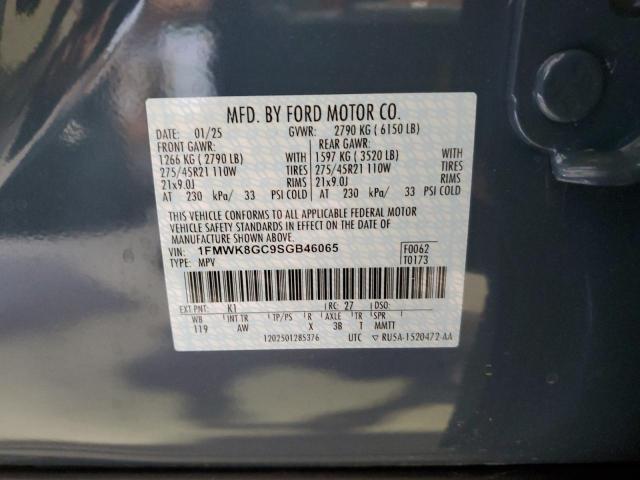 MFD. BY FORD MOTOR CO.
DATE: 01/25 GVWR: 2790 KG ( 6150 LB)
FRONT GAWR: REAR GAWR:
1266 KG ( 2790 LB) WITH 1597 KG ( 3520 LB) WITH
275/45R21 110W TIRES 275/45R21 110W TIRES
21x9.0J RIMS 21x9.0J RIMS
AT 230 kPa/ 33 PSI COLD AT 230 kPa/ 33 PSI COLD
THIS VEHICLE CONFORMS TO ALL APPLICABLE FEDERAL MOTOR
VEHICLE SAFETY STANDARDS IN EFFECT ON THE DATE OF
MANUFACTURE SHOWN ABOVE.
VIN: 1FMWK8GC9SGB46065 F0062
TYPE: MPV T0173
EXT PNT: K1 RC: 27 DSO:
WB INT TR TP/PS R AXLE TR SPR
119 AW X 3B T MMTT
1202501285376 UTC ▽ RU5A-1520472-AA